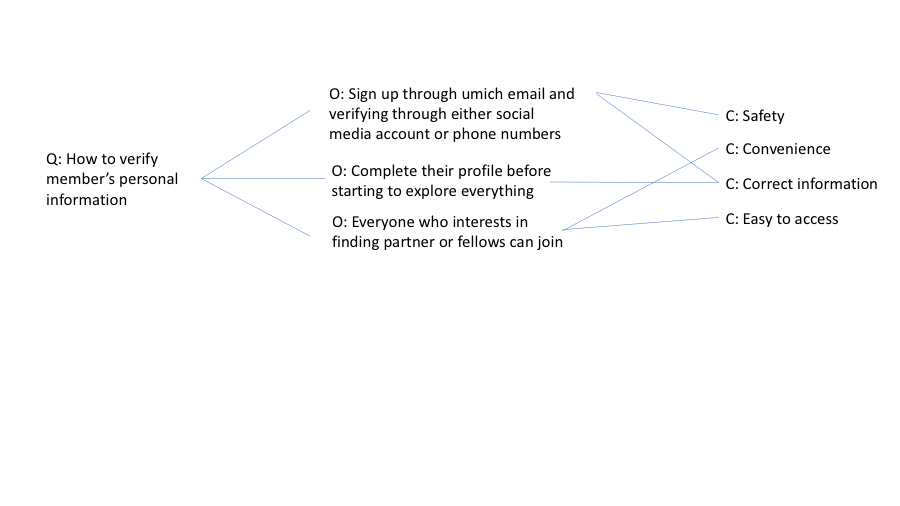 O: Sign up through umich email and
verifying through either social
media account or phone numbers
C: Safety
C: Convenience
Q: How to verify
member's personal
information
O: Complete their profile before
starting to explore everything
C: Correct information
O: Everyone who interests in
finding partner or fellows can join
C: Easy to access